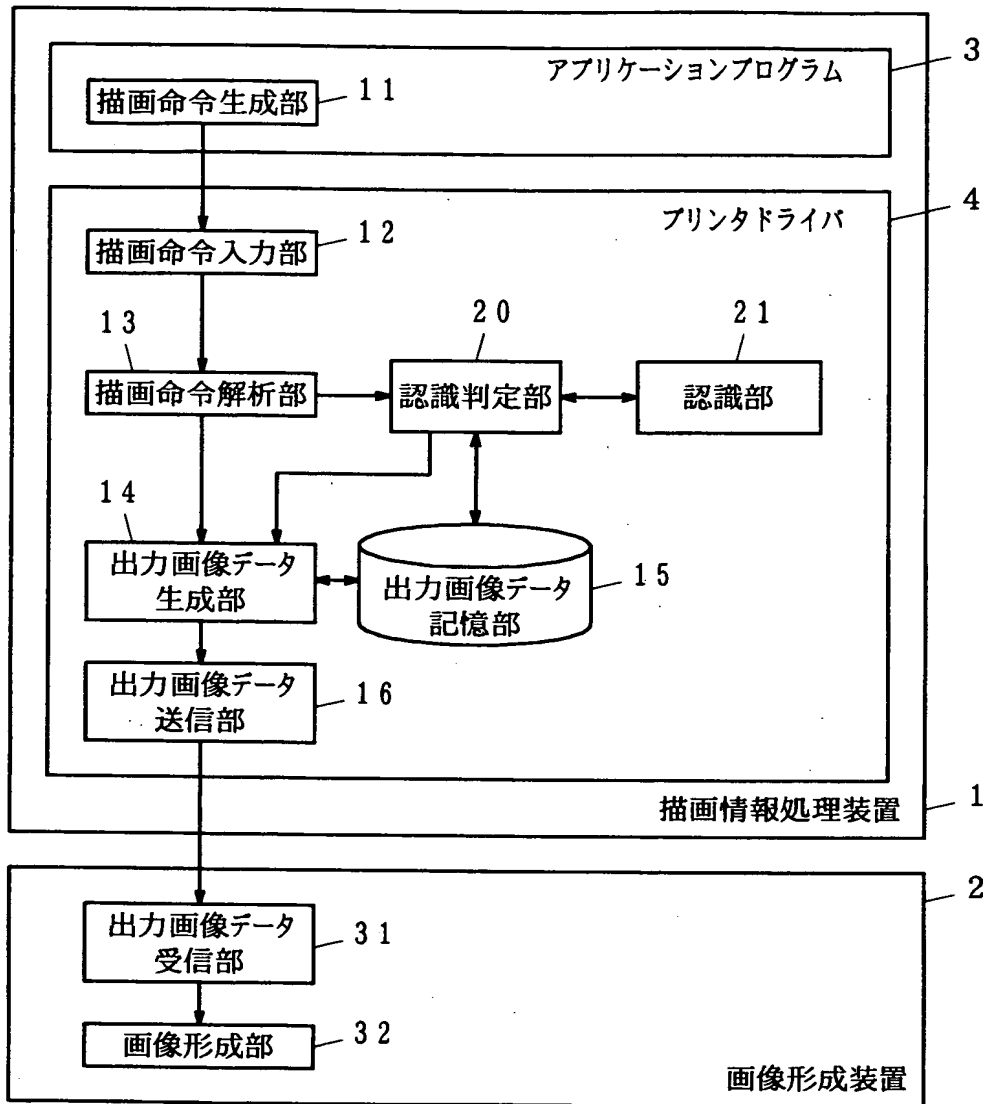 アプリケーションプログラム
3
描画命令生成部
11
プリンタドライバ
4
描画命令入力部
12
13
20
21
描画命令解析部
認識判定部
認識部
14
出力画像データ
生成部
出力画像データ
記憶部
15
出力画像データ
送信部
16
描画情報処理装置
1
2
出力画像データ
受信部
31
画像形成部
32
画像形成装置